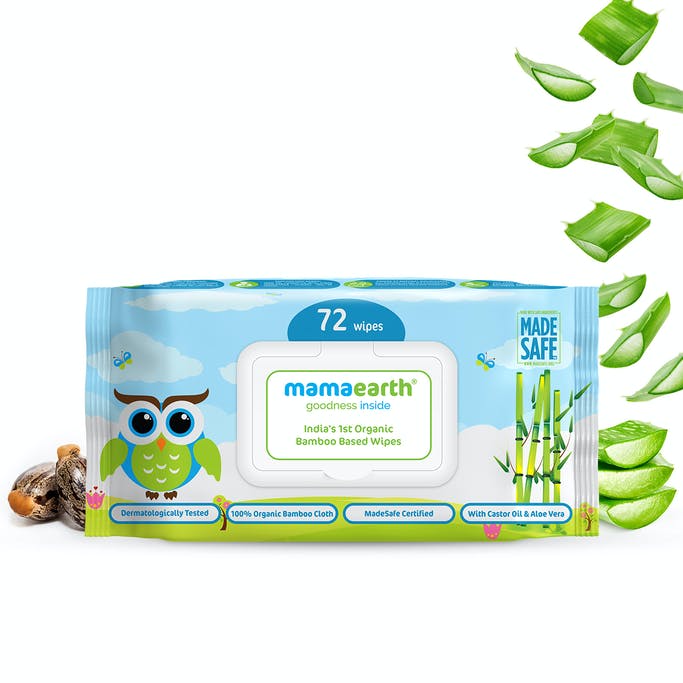 72 wipes
MADE
SAFE
mamaearth®
goodness inside
India's 1st Organic
Bamboo Based Wipes
Dermatologically Tested
100% Organic Bamboo Cloth
MadeSafe Certified
With Castor Oil & Aloe Vera